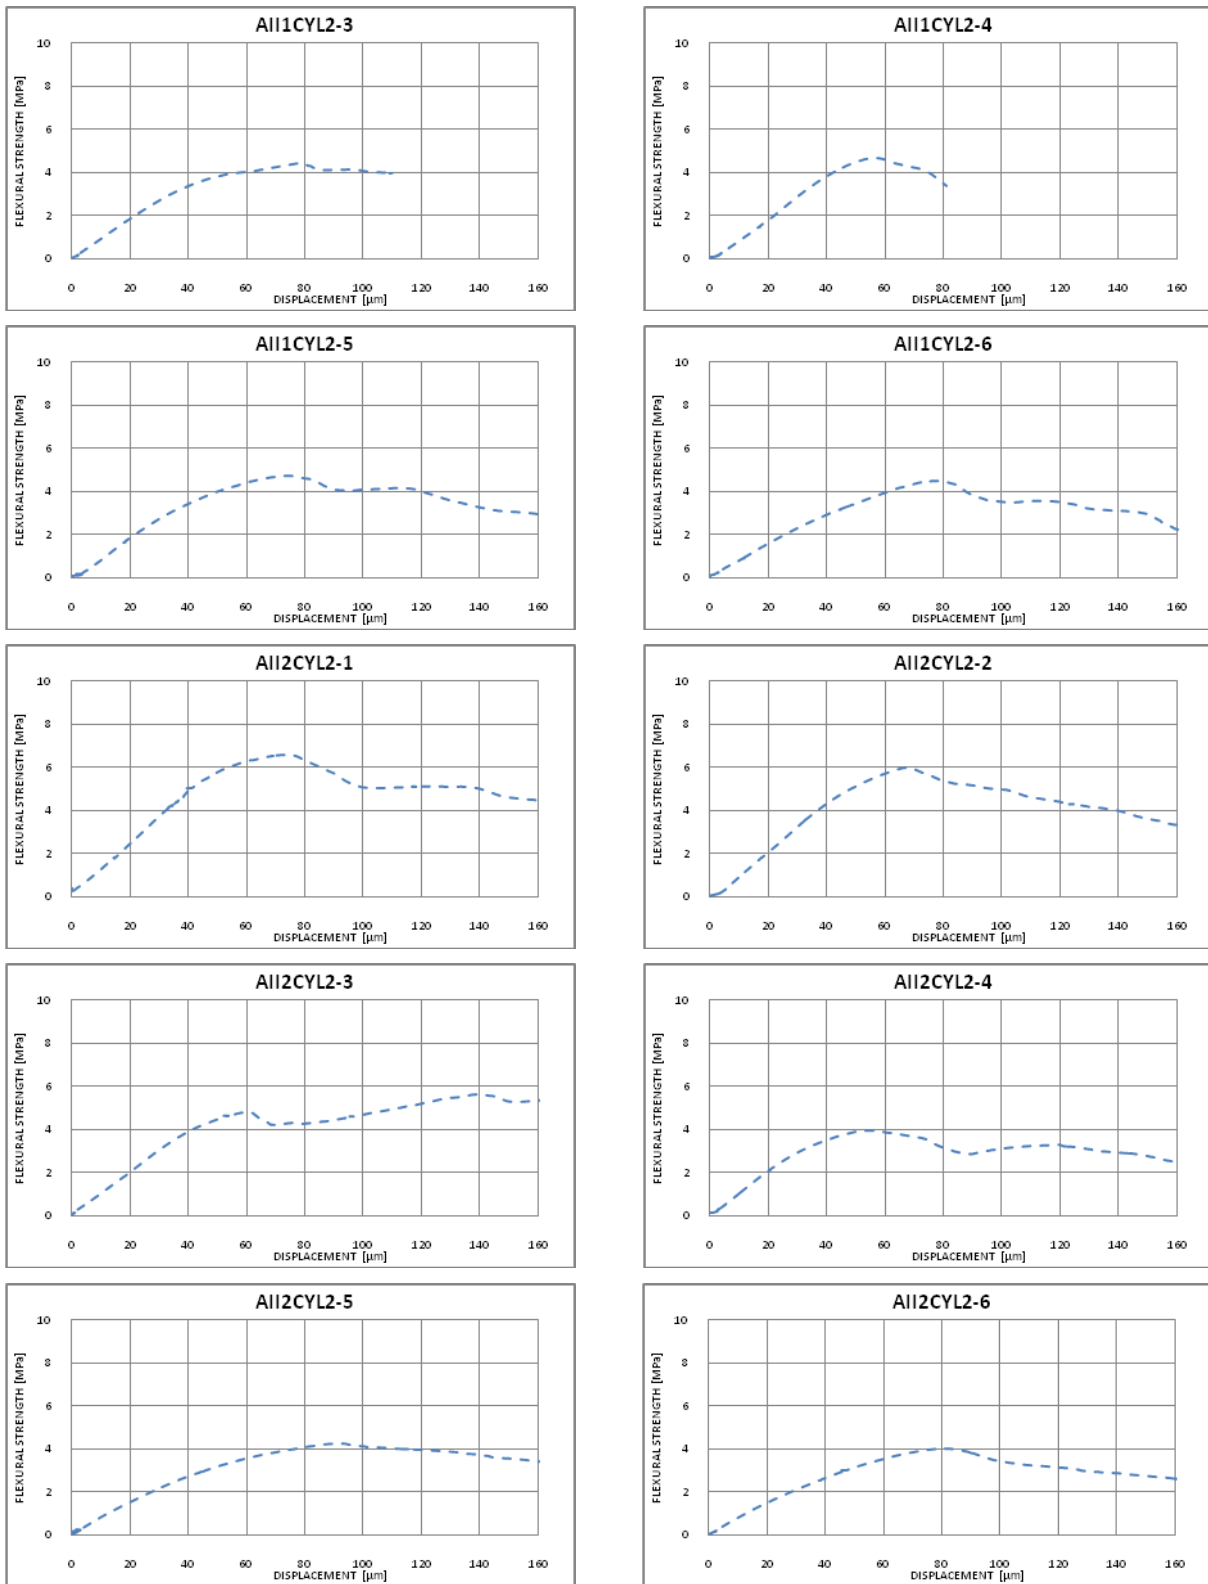 AII1CYL2-3
FLEXURAL STRENGTH [MPa]
10
8
6
4
2
0
0 20 40 60 80 100 120 140 160
DISPLACEMENT [µm]
AII1CYL2-4
FLEXURAL STRENGTH [MPa]
10
8
6
4
2
0
0 20 40 60 80 100 120 140 160
DISPLACEMENT [µm]
AII1CYL2-5
FLEXURAL STRENGTH [MPa]
10
8
6
4
2
0
0 20 40 60 80 100 120 140 160
DISPLACEMENT [µm]
AII1CYL2-6
FLEXURAL STRENGTH [MPa]
10
8
6
4
2
0
0 20 40 60 80 100 120 140 160
DISPLACEMENT [µm]
AII2CYL2-1
FLEXURAL STRENGTH [MPa]
10
8
6
4
2
0
0 20 40 60 80 100 120 140 160
DISPLACEMENT [µm]
AII2CYL2-2
FLEXURAL STRENGTH [MPa]
10
8
6
4
2
0
0 20 40 60 80 100 120 140 160
DISPLACEMENT [µm]
AII2CYL2-3
FLEXURAL STRENGTH [MPa]
10
8
6
4
2
0
0 20 40 60 80 100 120 140 160
DISPLACEMENT [µm]
AII2CYL2-4
FLEXURAL STRENGTH [MPa]
10
8
6
4
2
0
0 20 40 60 80 100 120 140 160
DISPLACEMENT [µm]
AII2CYL2-5
FLEXURAL STRENGTH [MPa]
10
8
6
4
2
0
0 20 40 60 80 100 120 140 160
DISPLACEMENT [µm]
AII2CYL2-6
FLEXURAL STRENGTH [MPa]
10
8
6
4
2
0
0 20 40 60 80 100 120 140 160
DISPLACEMENT [µm]